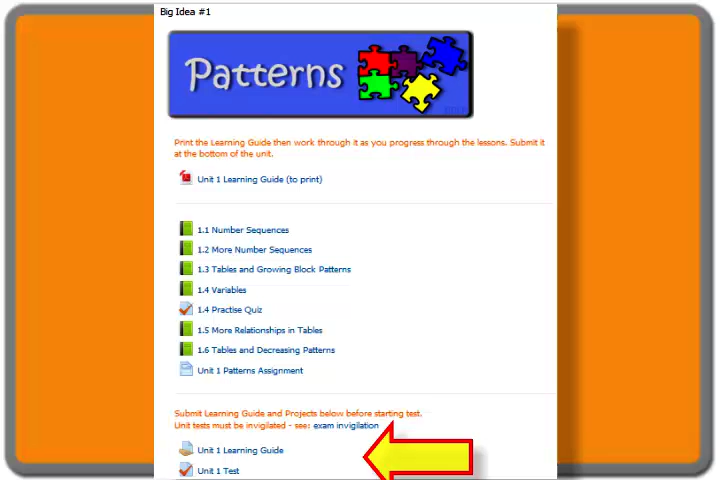 Big Idea #1
Patterns
Print the Learning Guide then work through it as you progress through the lessons. Submit it
at the bottom of the unit.
Unit 1 Learning Guide (to print)
1.1 Number Sequences
1.2 More Number Sequences
1.3 Tables and Growing Block Patterns
1.4 Variables
1.4 Practise Quiz
1.5 More Relationships in Tables
1.6 Tables and Decreasing Patterns
Unit 1 Patterns Assignment
Submit Learning Guide and Projects below before starting test.
Unit tests must be invigilated - see: exam invigilation
Unit 1 Learning Guide
Unit 1 Test